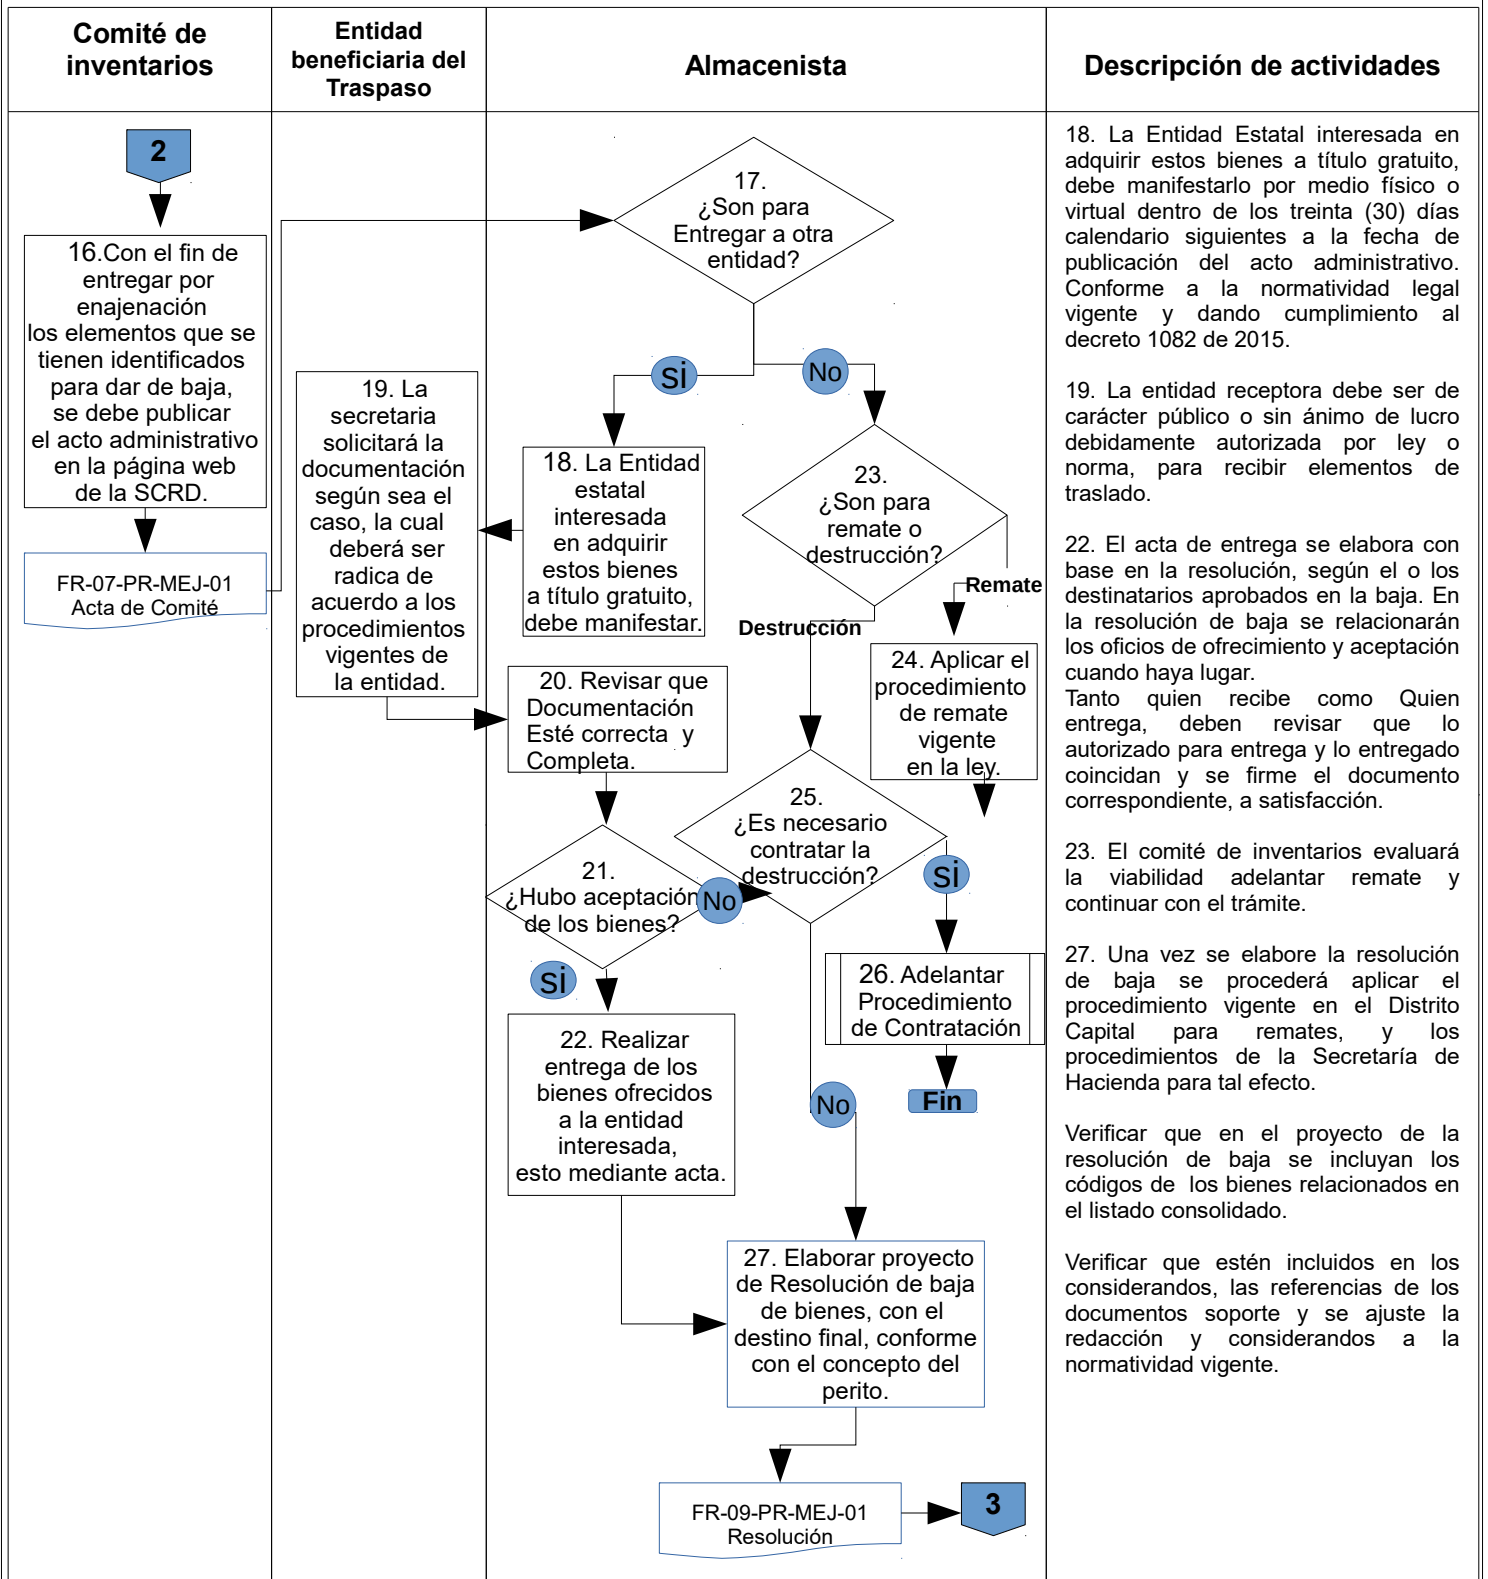 Comité de
inventarios
Entidad
beneficiaria del
Traspaso
Almacenista
Descripción de actividades
2
16.Con el fin de
entregar por
enajenación
los elementos que se
tienen identificados
para dar de baja,
se debe publicar
el acto administrativo
en la página web
de la SCRD.
FR-07-PR-MEJ-01
Acta de Comité
17.
¿Son para
Entregar a otra
entidad?
si
No
18. La Entidad
estatal
interesada
en adquirir
estos bienes
a título gratuito,
debe manifestar.
19. La
secretaria
solicitará la
documentación
según sea el
caso, la cual
deberá ser
radica de
acuerdo a los
procedimientos
vigentes de
la entidad.
20. Revisar que
Documentación
Esté correcta y
Completa.
21.
¿Hubo aceptación
de los bienes?
No
si
22. Realizar
entrega de los
bienes ofrecidos
a la entidad
interesada,
esto mediante acta.
23.
¿Son para
remate o
destrucción?
Remate
Destrucción
24. Aplicar el
procedimiento
de remate
vigente
en la ley.
25.
¿Es necesario
contratar la
destrucción?
si
26. Adelantar
Procedimiento
de Contratación
Fin
No
27. Elaborar proyecto
de Resolución de baja
de bienes, con el
destino final, conforme
con el concepto del
perito.
FR-09-PR-MEJ-01
Resolución
3
18. La Entidad Estatal interesada en
adquirir estos bienes a título gratuito,
debe manifestarlo por medio físico o
virtual dentro de los treinta (30) días
calendario siguientes a la fecha de
publicación del acto administrativo.
Conforme a la normatividad legal
vigente y dando cumplimiento al
decreto 1082 de 2015.
19. La entidad receptora debe ser de
carácter público o sin ánimo de lucro
debidamente autorizada por ley o
norma, para recibir elementos de
traslado.
22. El acta de entrega se elabora con
base en la resolución, según el o los
destinatarios aprobados en la baja. En
la resolución de baja se relacionarán
los oficios de ofrecimiento y aceptación
cuando haya lugar.
Tanto quien recibe como Quien
entrega, deben revisar que lo
autorizado para entrega y lo entregado
coincidan y se firme el documento
correspondiente, a satisfacción.
23. El comité de inventarios evaluará
la viabilidad adelantar remate y
continuar con el trámite.
27. Una vez se elabore la resolución
de baja se procederá aplicar el
procedimiento vigente en el Distrito
Capital para remates, y los
procedimientos de la Secretaría de
Hacienda para tal efecto.
Verificar que en el proyecto de la
resolución de baja se incluyan los
códigos de los bienes relacionados en
el listado consolidado.
Verificar que estén incluidos en los
considerandos, las referencias de los
documentos soporte y se ajuste la
redacción y considerandos a la
normatividad vigente.